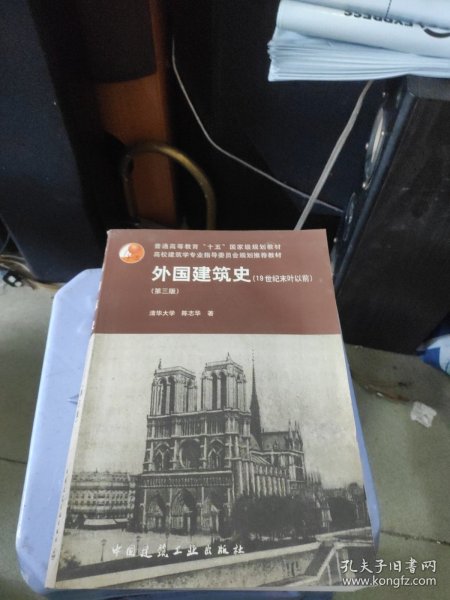 EXPRESS
普通高等教育“十五”国家级规划教材
高校建筑学专业指导委员会规划推荐教材
外国建筑史(19世纪末叶以前)
(第三版)
清华大学 陈志华 著
中国建筑工业出版社
孔夫子旧书网
www.kongfz.com